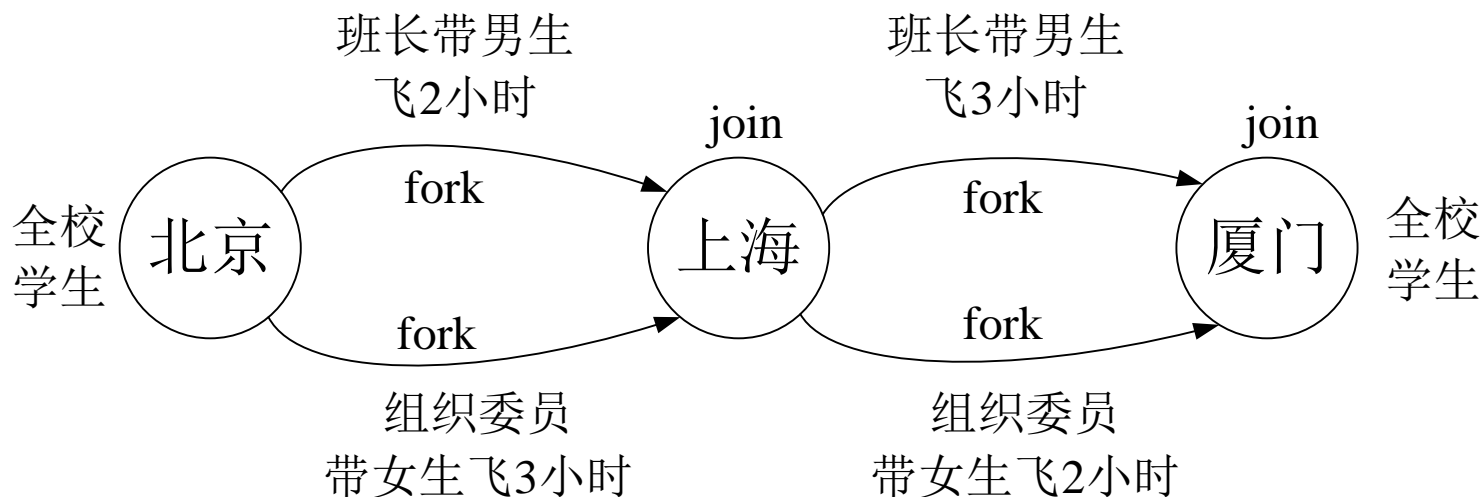 班长带男生
飞2小时
班长带男生
飞3小时
join
join
fork
fork
全校
学生
北京
上海
厦门
全校
学生
fork
fork
组织委员
带女生飞3小时
组织委员
带女生飞2小时